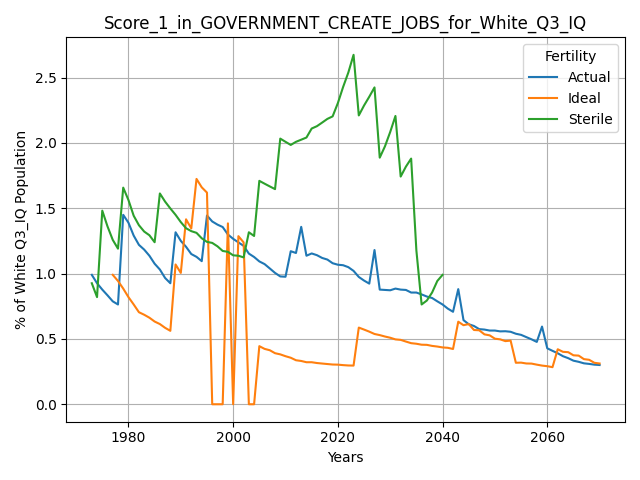 Score_1_in_GOVERNMENT_CREATE_JOBS_for_White_Q3_IQ
Fertility
Actual
Ideal
Sterile
% of White Q3_IQ Population
2.5
2.0
1.5
1.0
0.5
0.0
1980 2000 2020 2040 2060
Years